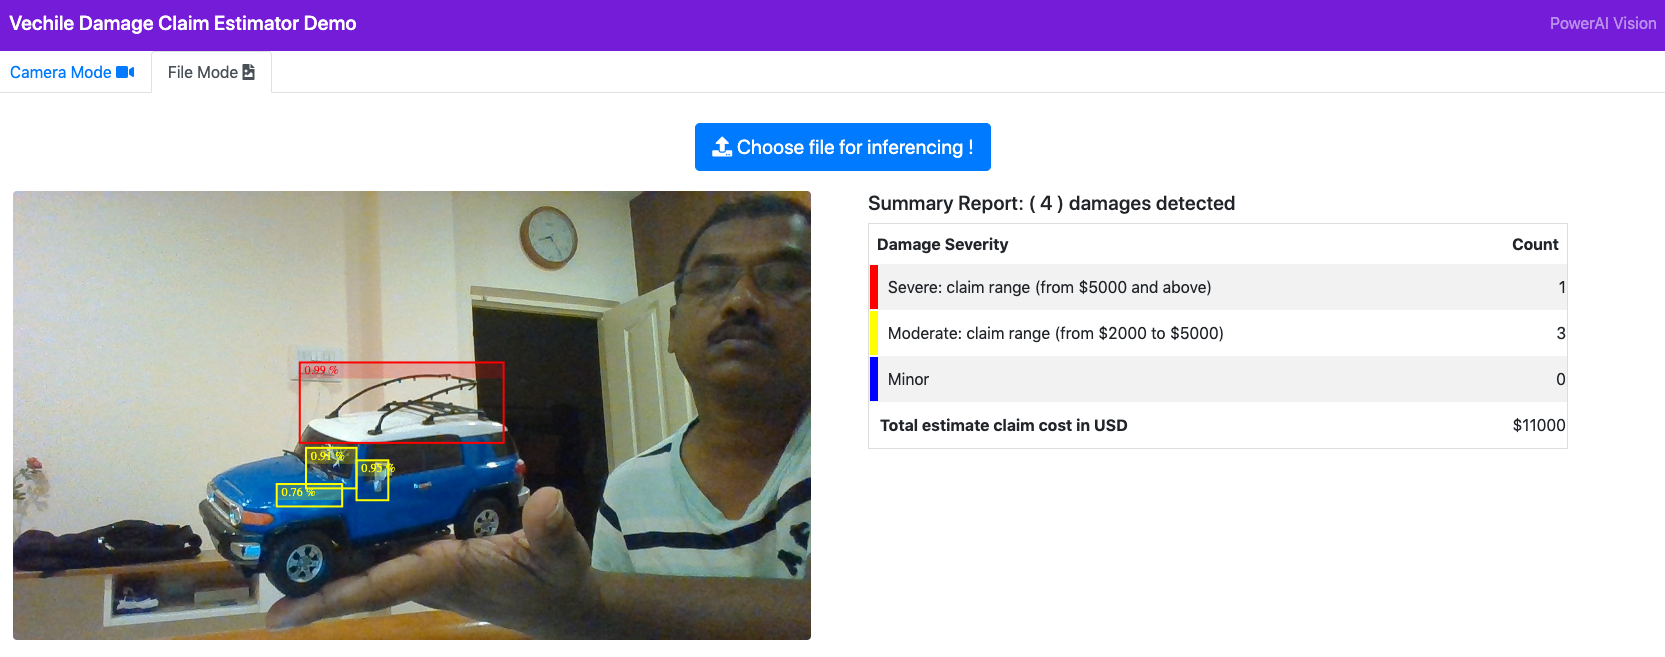 Vechile Damage Claim Estimator Demo
PowerAI Vision
Camera Mode
File Mode
Choose file for inferencing !
0.99 %
0.91 %
0.95 %
0.76 %
Summary Report: ( 4 ) damages detected
Damage Severity Count
Severe: claim range (from $5000 and above) 1
Moderate: claim range (from $2000 to $5000) 3
Minor 0
Total estimate claim cost in USD $11000